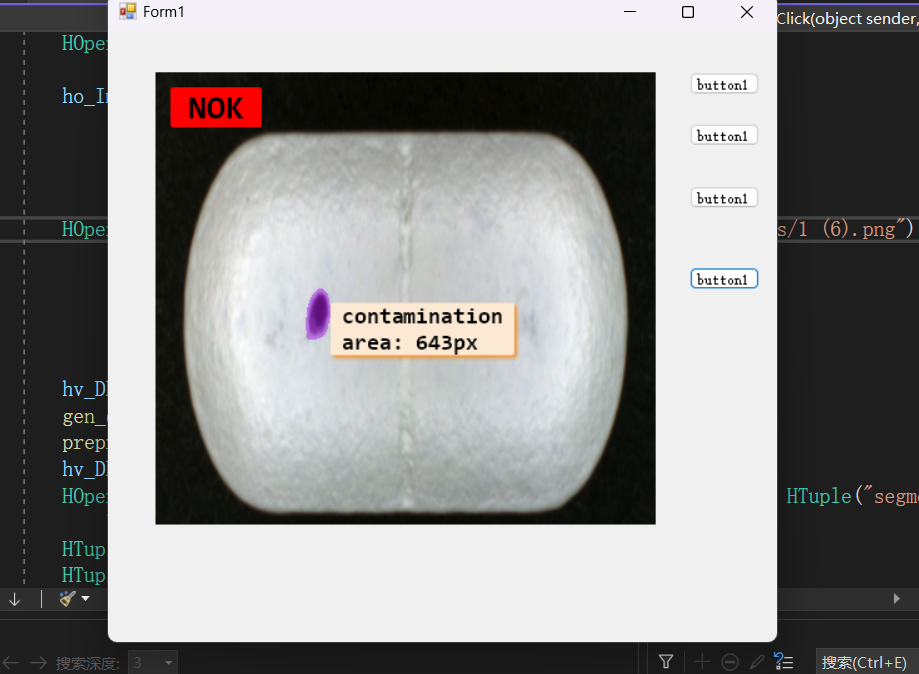 Form1
Click(object sender,
HOpe
ho_I
NOK
button1
button1
button1
HOpe
s/1 (6).png")
button1
contamination
area: 643px
hv_D
gen_
prep
hv_D
HOpe
HTuple("segm
HTup
HTup
搜索深度:
3
搜索(Ctrl+E)